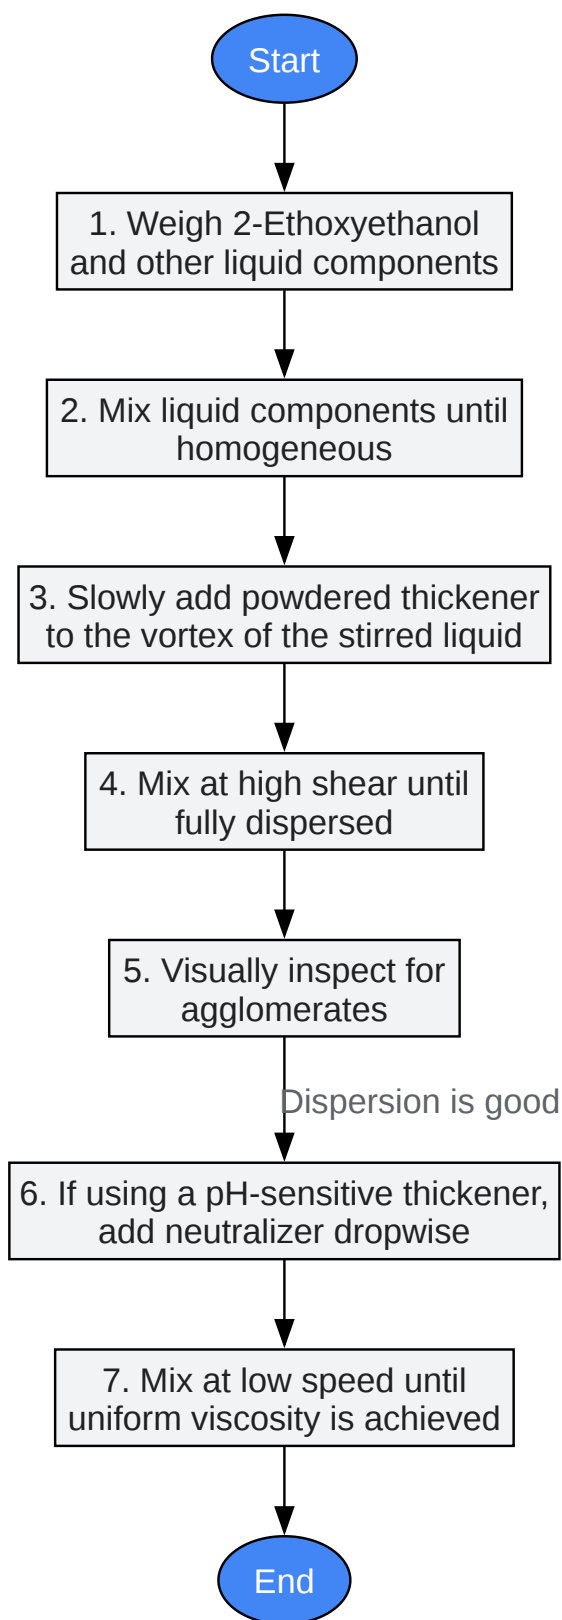 Start
1. Weigh 2-Ethoxyethanol
and other liquid components
2. Mix liquid components until
homogeneous
3. Slowly add powdered thickener
to the vortex of the stirred liquid
4. Mix at high shear until
fully dispersed
5. Visually inspect for
agglomerates
Dispersion is good
6. If using a pH-sensitive thickener,
add neutralizer dropwise
7. Mix at low speed until
uniform viscosity is achieved
End